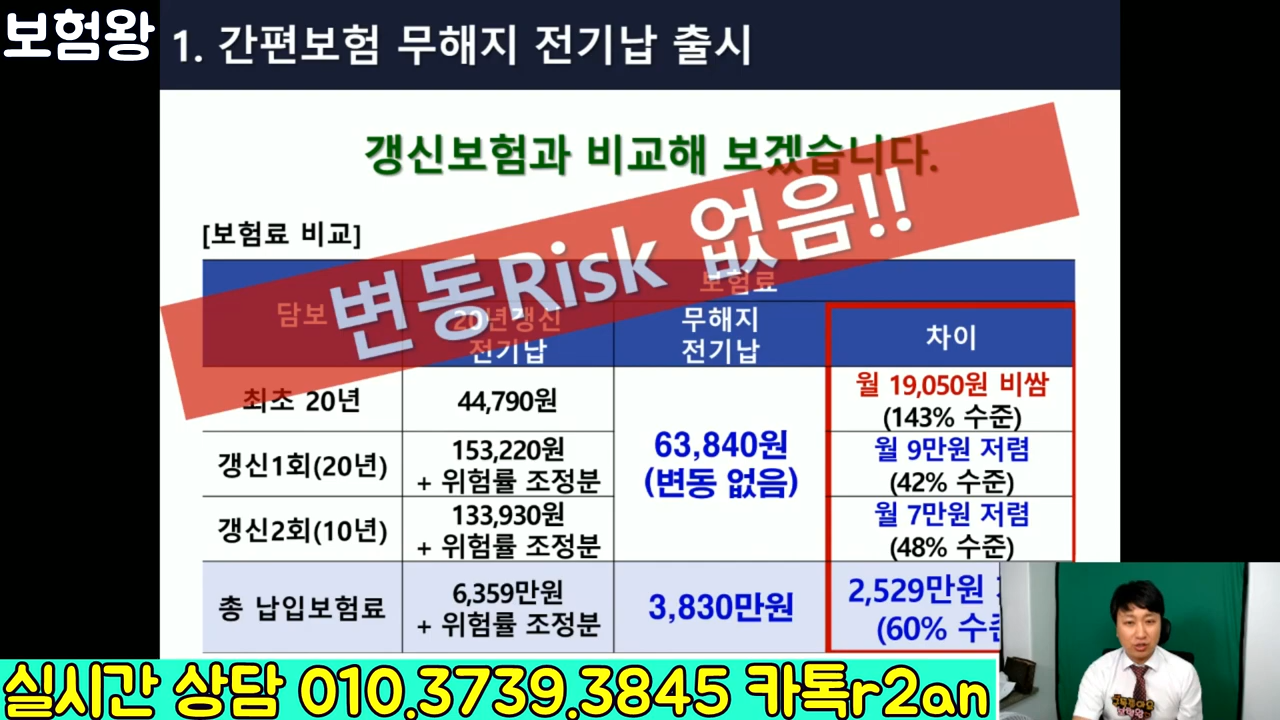 보험왕
1. 간편보험 무해지 전기납 출시
갱신보험과 비교해 보겠습니다.
변동Risk 없음!!
[보험료 비교]
담보
보험료
20년갱신
전기납
무해지
전기납
차이
최초 20년
44,790원
63,840원
(변동 없음)
월 19,050원 비쌈
(143% 수준)
갱신1회(20년)
153,220원
+ 위험률 조정분
월 9만원 저렴
(42% 수준)
갱신2회(10년)
133,930원
+ 위험률 조정분
월 7만원 저렴
(48% 수준)
총 납입보험료
6,359만원
+ 위험률 조정분
3,830만원
2,529만원
(60% 수준
실시간 상담 010.3739.3845 카톡r2an